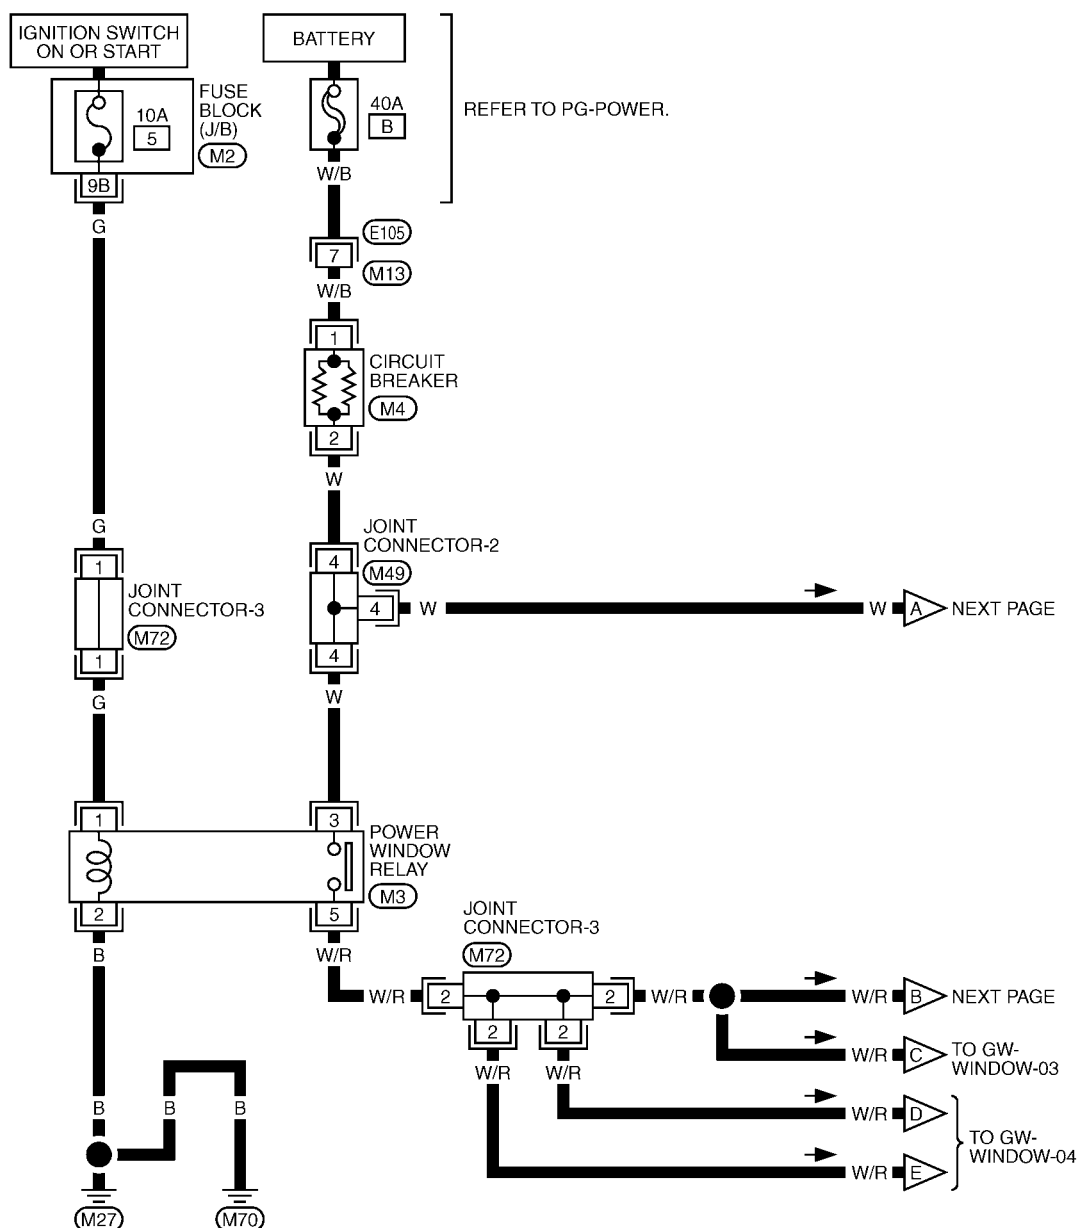 IGNITION SWITCH
ON OR START
BATTERY
10A
5
FUSE
BLOCK
(J/B)
M2
40A
B
REFER TO PG-POWER.
9B
G
W/B
E105
7
M13
W/B
1
CIRCUIT
BREAKER
M4
2
W
G
JOINT
CONNECTOR-2
4
M49
1
JOINT
CONNECTOR-3
M72
1
4
W
W
A
NEXT PAGE
4
G
W
1
3
POWER
WINDOW
RELAY
M3
2
5
B
W/R
JOINT
CONNECTOR-3
M72
W/R
2
2
W/R
W/R
B
NEXT PAGE
2
2
W/R
W/R
W/R
C
TO GW-
WINDOW-03
B
B
B
W/R
D
TO GW-
WINDOW-04
W/R
E
M27
M70